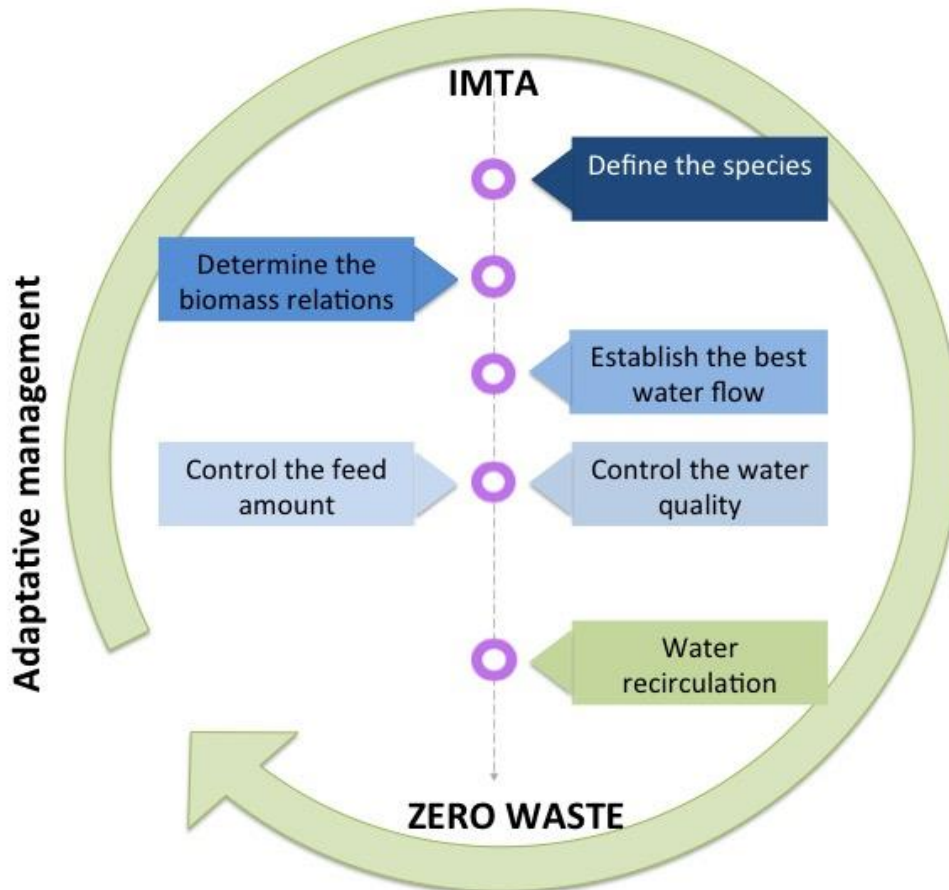 IMTA
Define the species
Determine the
biomass relations
Establish the best
water flow
Control the feed
amount
Control the water
quality
Water
recirculation
ZERO WASTE
Adaptative management